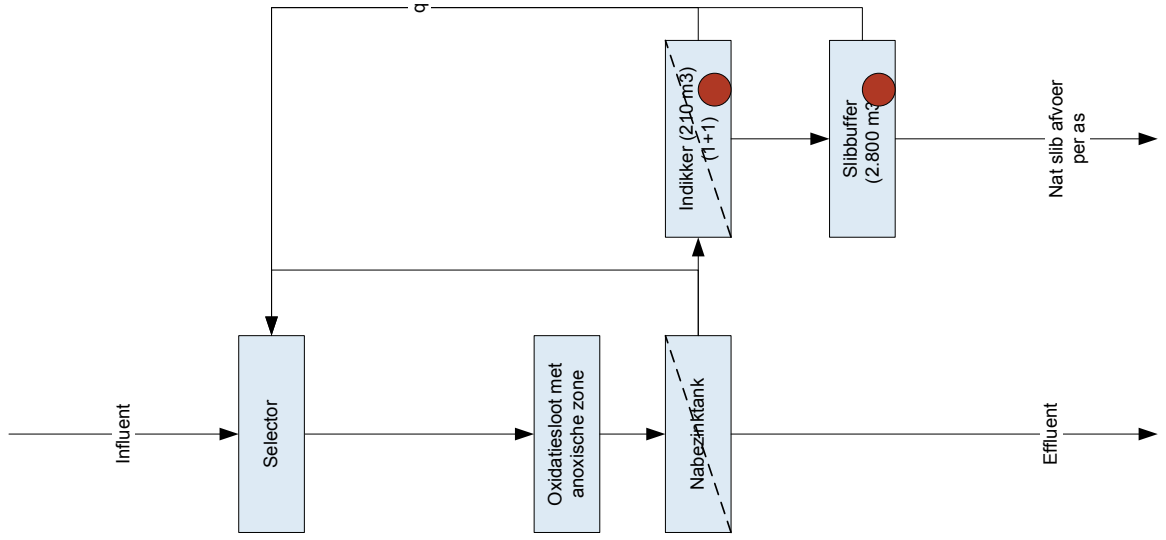 Influent
Selector
Oxidatiesloot met
anoxische zone
Nabezinktank
Effluent
q
Indikker (210 m3)
(1+1)
Slibbuffer
(2.800 m3
Nat slib afvoer
per as